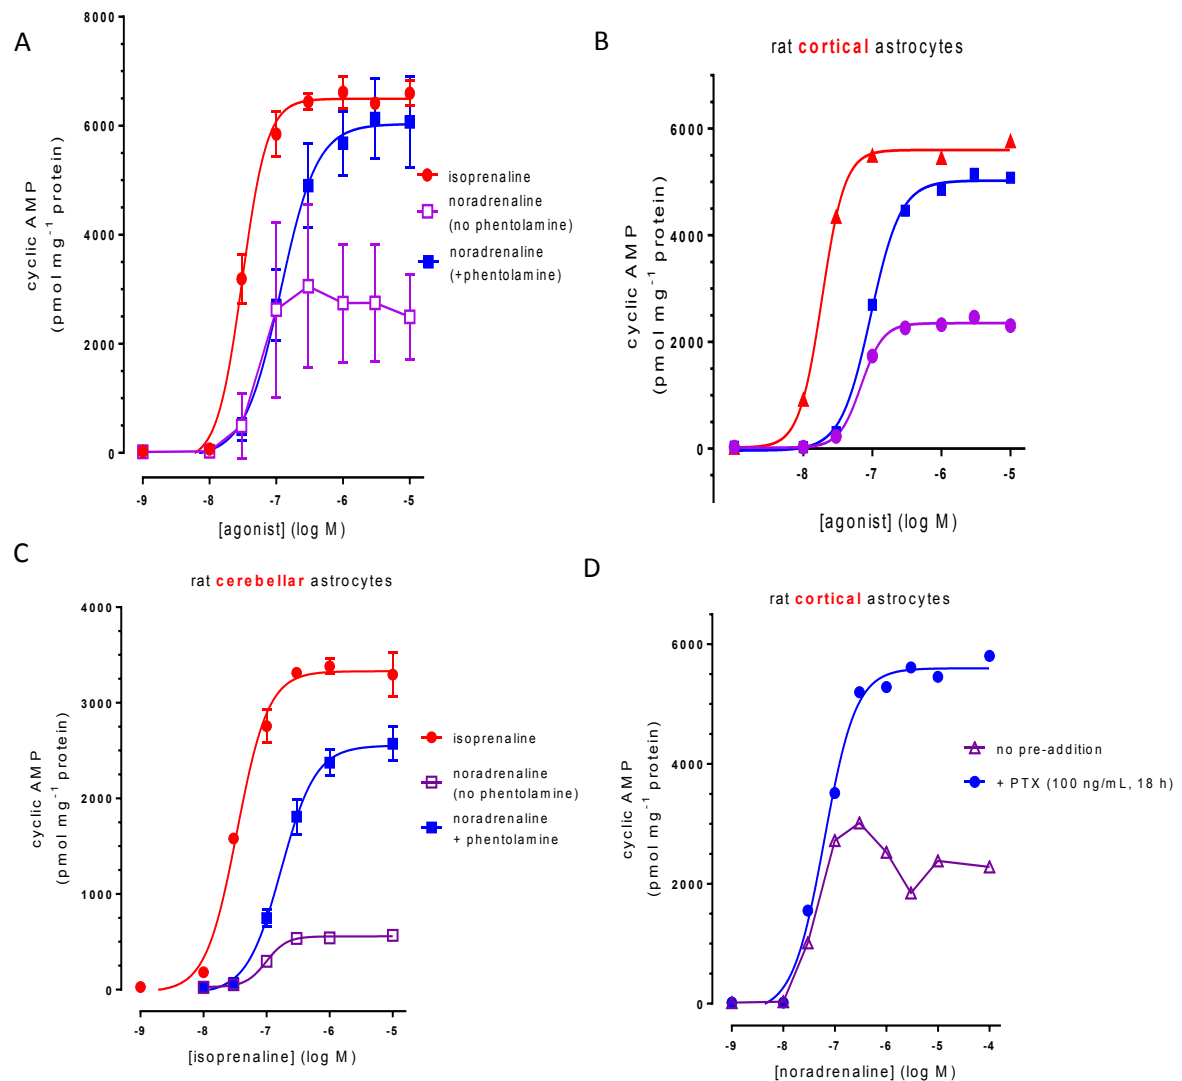 A
8000
6000
4000
2000
0
cyclic AMP
(pmol mg⁻¹ protein)
-9 -8 -7 -6 -5
[agonist] (log M)
isoprenaline
noradrenaline
(no phentolamine)
noradrenaline
(+phentolamine)
B
rat cortical astrocytes
6000
4000
2000
0
cyclic AMP
(pmol mg⁻¹ protein)
-8 -7 -6 -5
[agonist] (log M)
C
rat cerebellar astrocytes
4000
3000
2000
1000
0
cyclic AMP
(pmol mg⁻¹ protein)
-9 -8 -7 -6 -5
[isoprenaline] (log M)
isoprenaline
noradrenaline
(no phentolamine)
noradrenaline
+ phentolamine
D
rat cortical astrocytes
6000
4000
2000
0
cyclic AMP
(pmol mg⁻¹ protein)
-9 -8 -7 -6 -5 -4
[noradrenaline] (log M)
no pre-addition
+ PTX (100 ng/mL, 18 h)